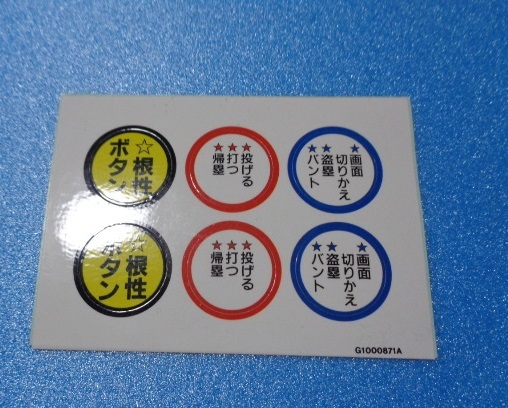 ☆根性
ボタン
★投げる
★打つ
★帰塁
★画面
切りかえ
★盗塁
★バント
☆根性
ボタン
★投げる
★打つ
★帰塁
★画面
切りかえ
★盗塁
★バント
G1000871A